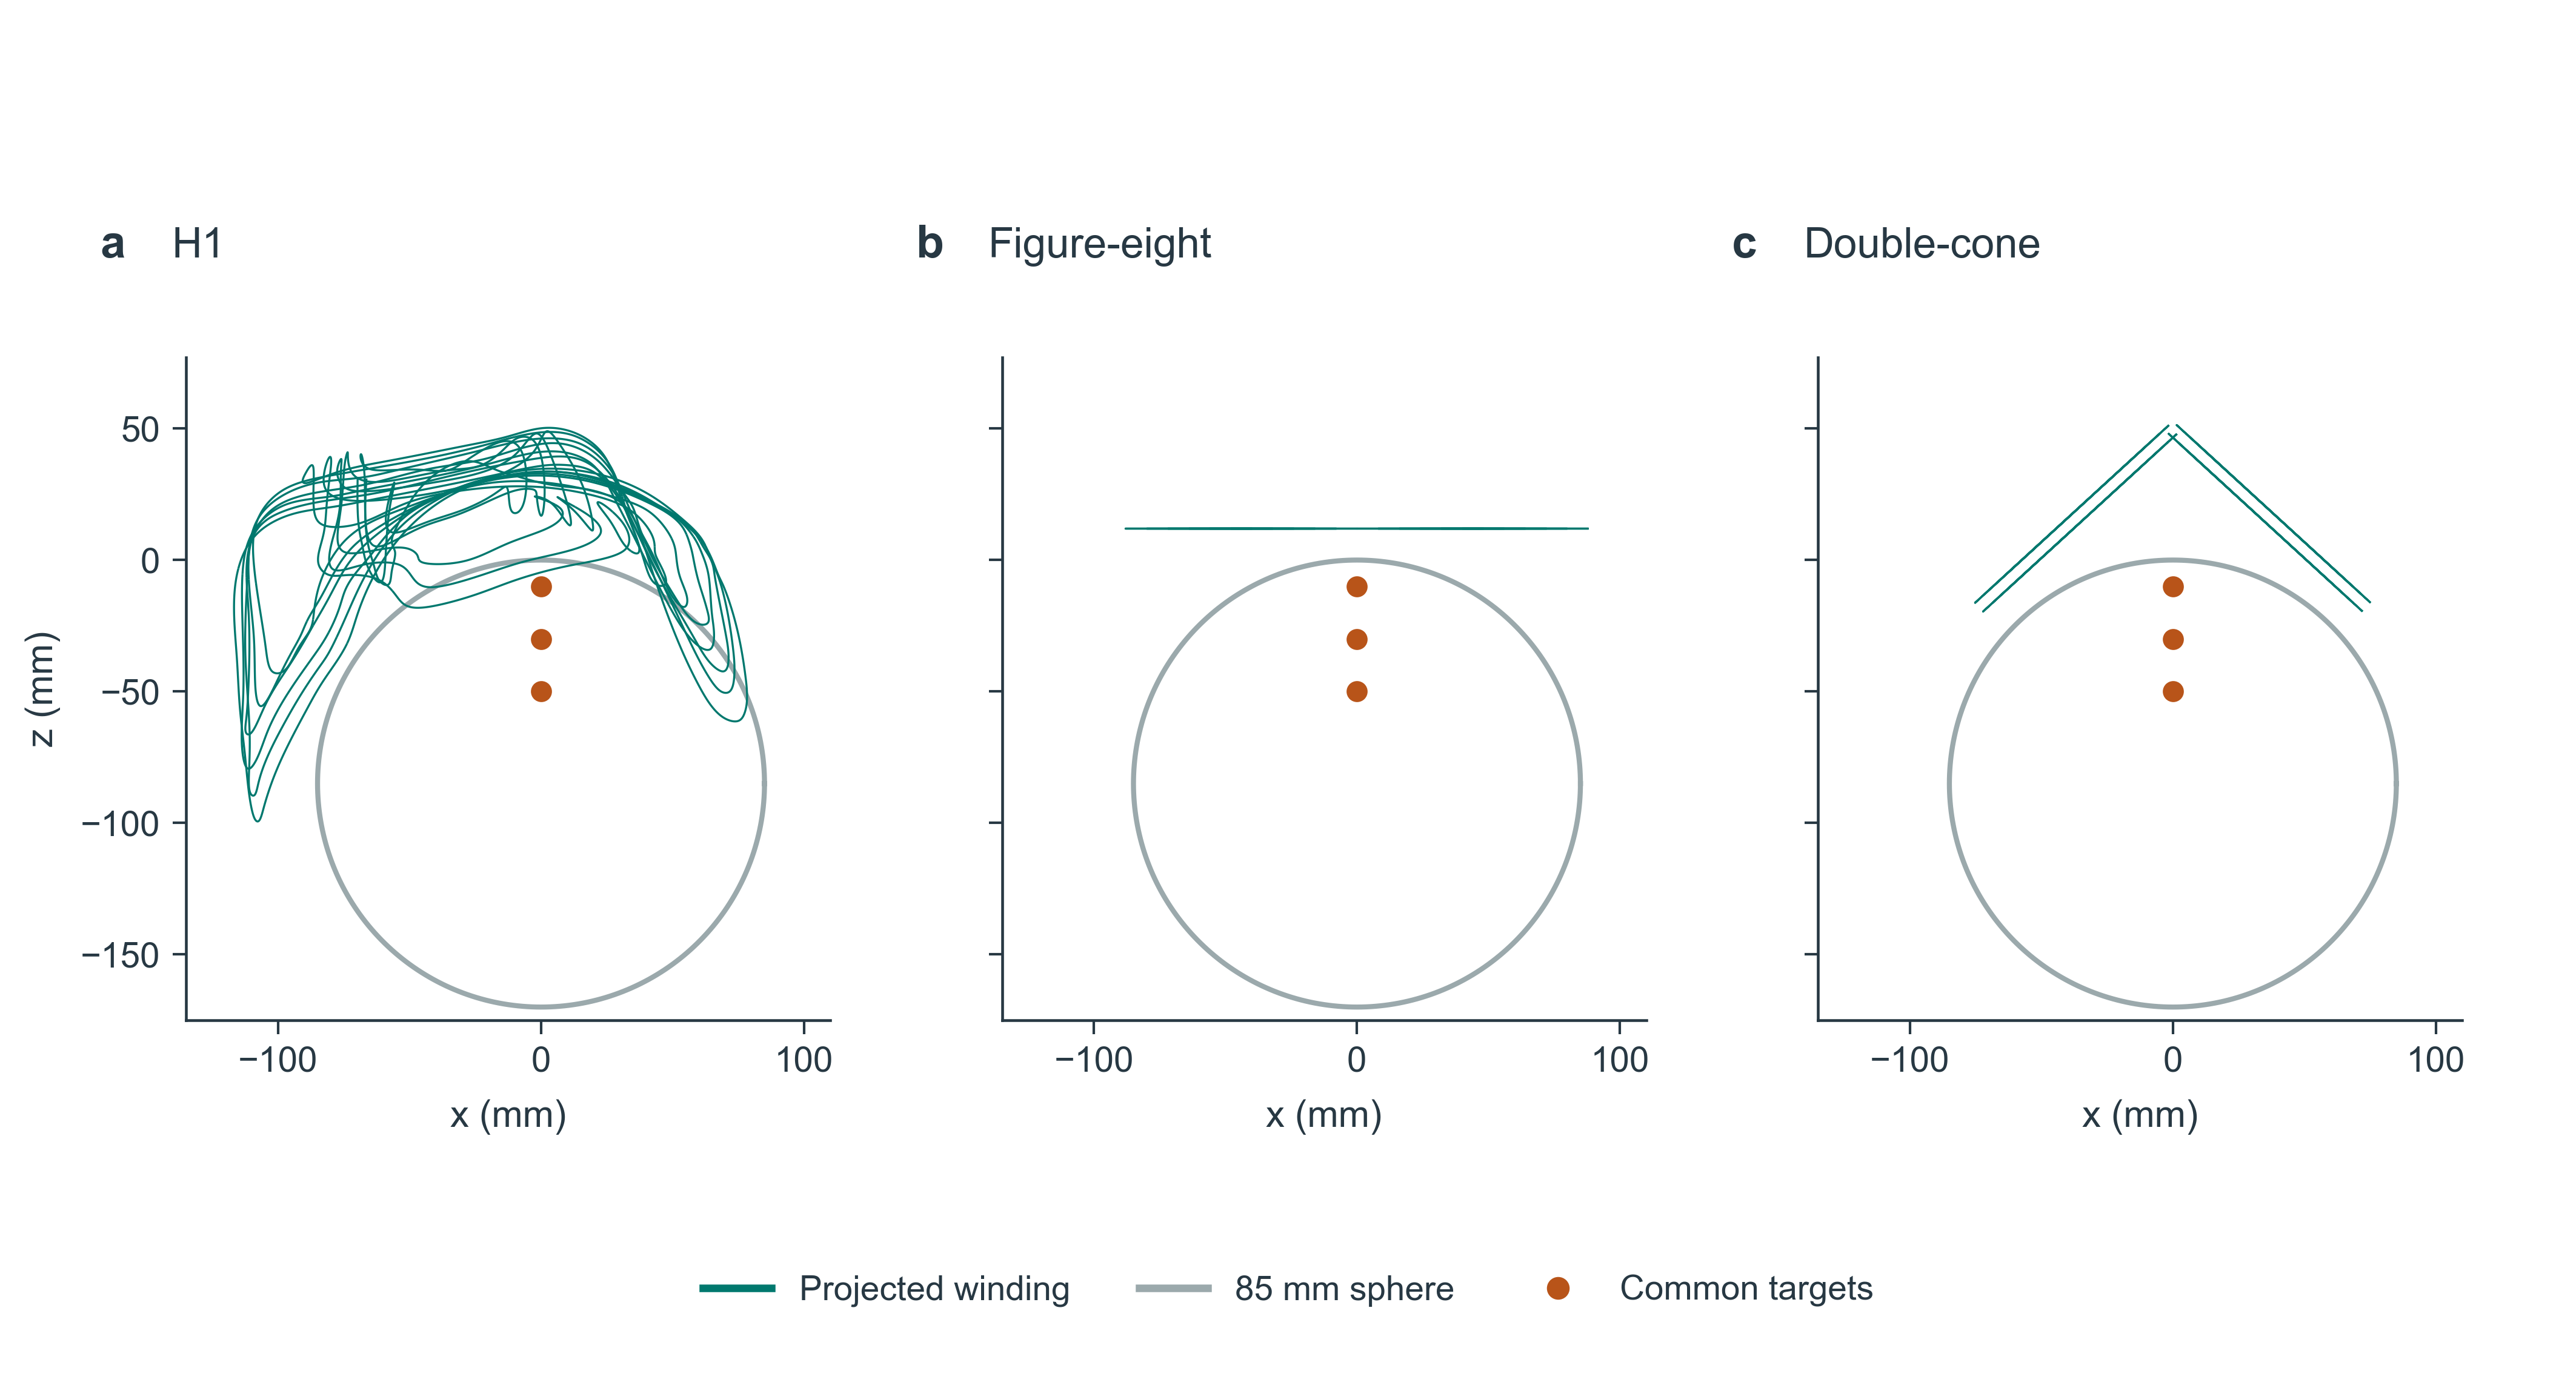 a H1
b Figure-eight
c Double-cone
z (mm)
50
0
−50
−100
−150
−100 0 100
x (mm)
−100 0 100
x (mm)
−100 0 100
x (mm)
Projected winding
85 mm sphere
Common targets